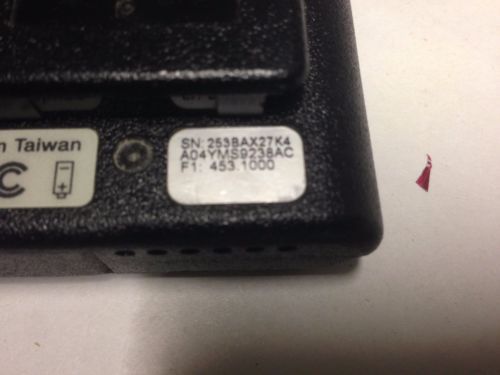 n Taiwan
C
SN: 253BAX27K4
A04YMS9238AC
F1: 453.1000